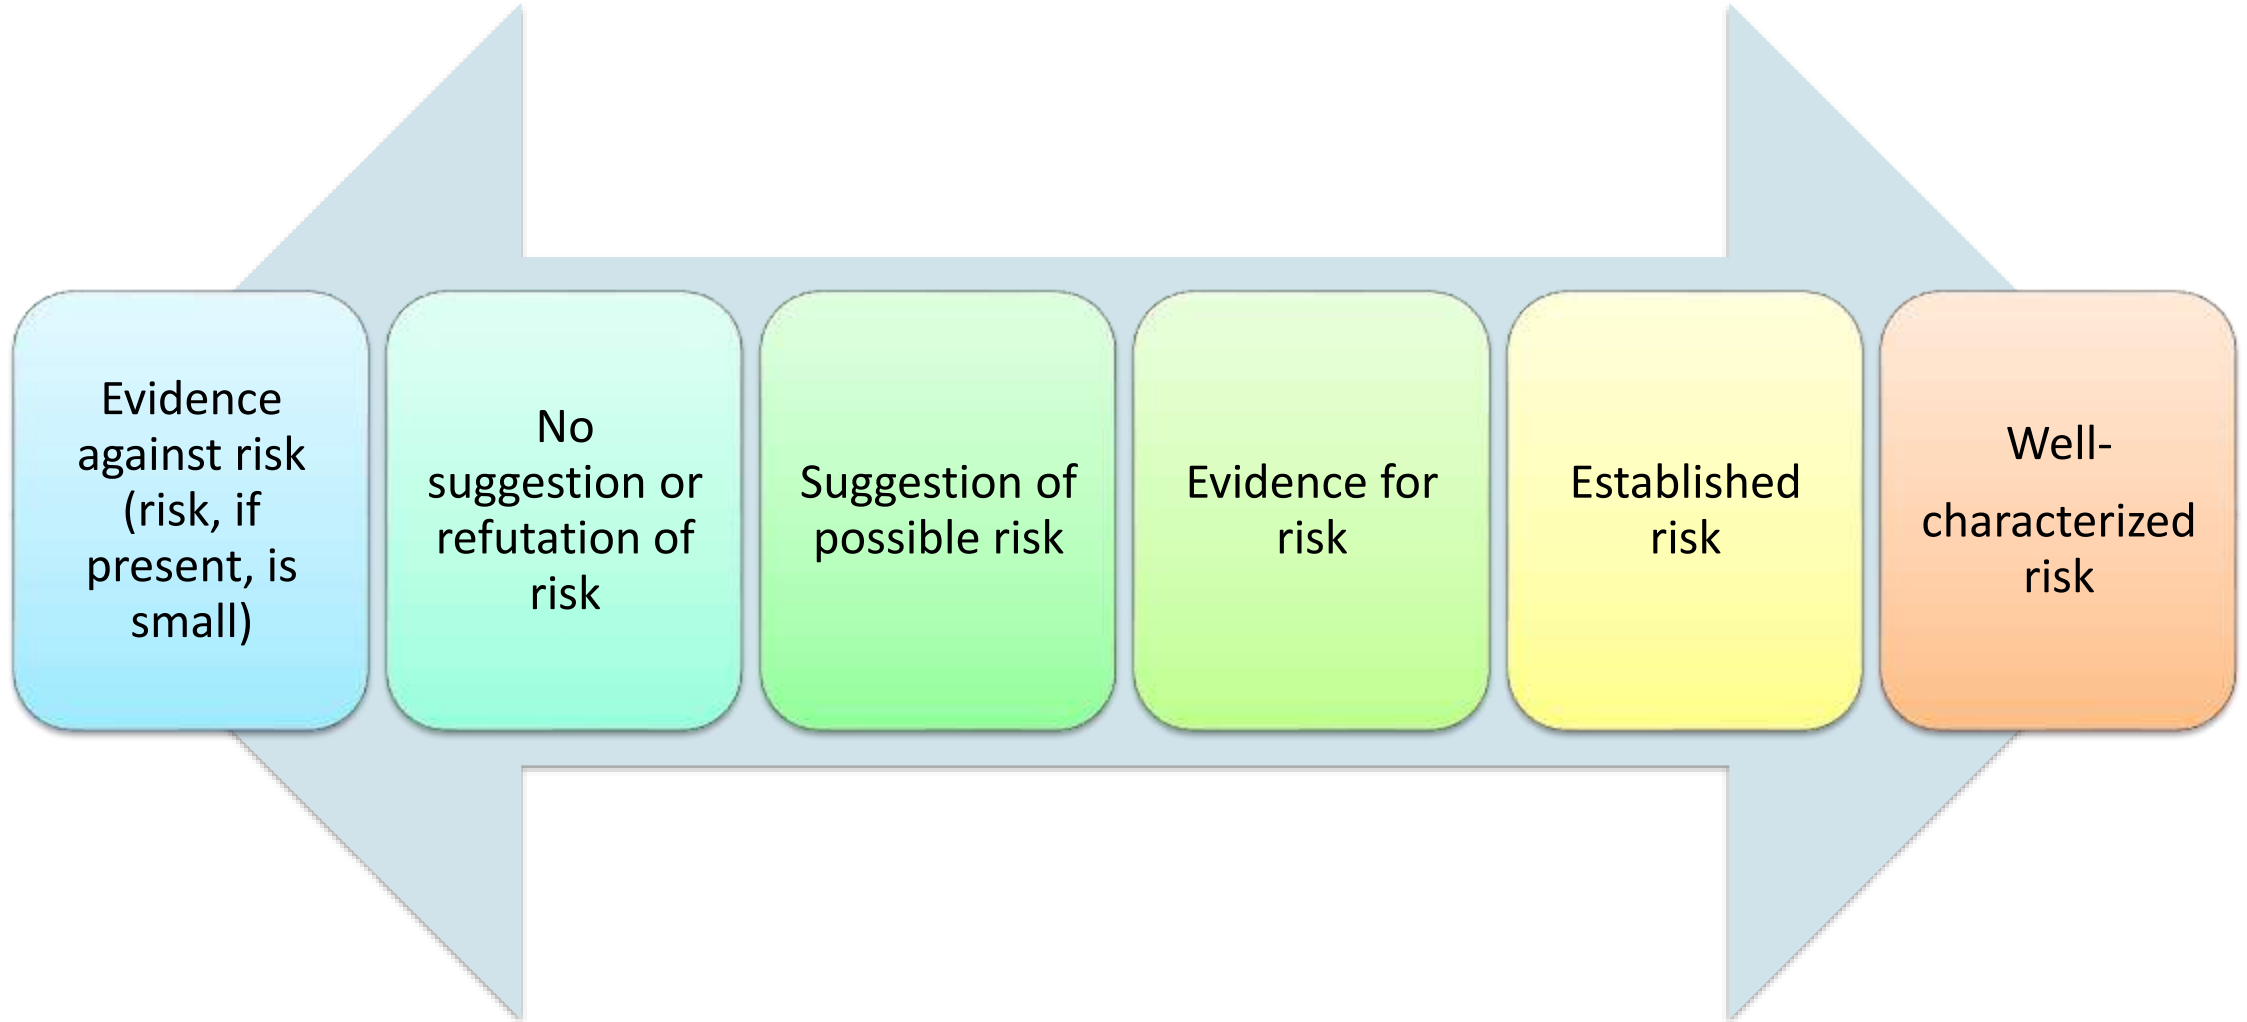 Evidence
against risk
(risk, if
present, is
small)
No
suggestion or
refutation of
risk
Suggestion of
possible risk
Evidence for
risk
Established
risk
Well-
characterized
risk